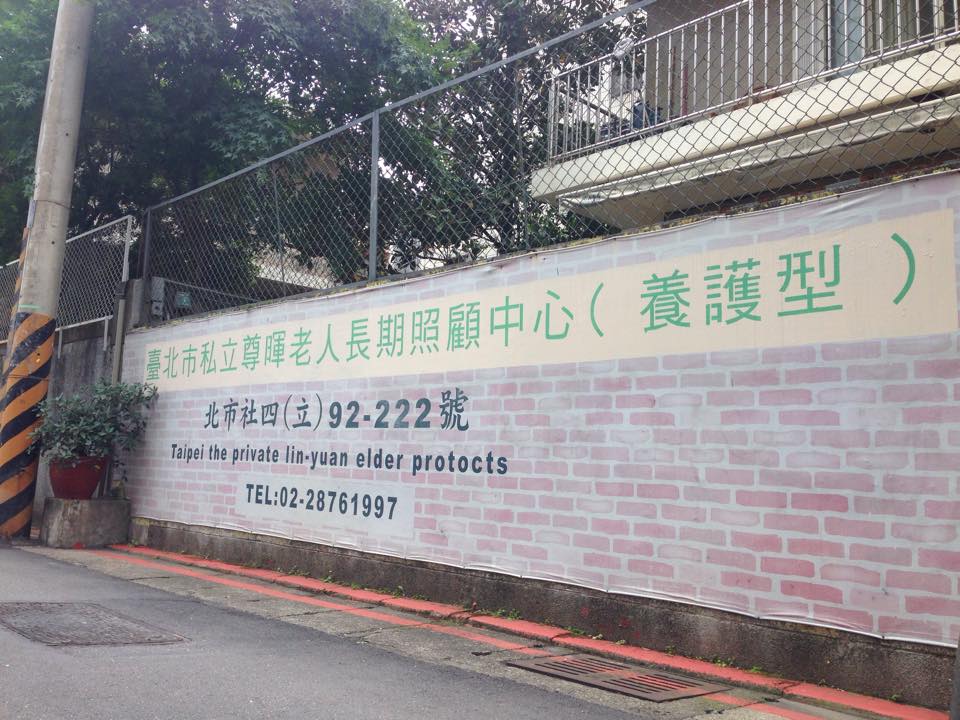 臺北市私立尊暉老人長期照顧中心(養護型)
北市社四(立)92-222號
Taipei the private lin-yuan elder protocts
TEL:02-28761997